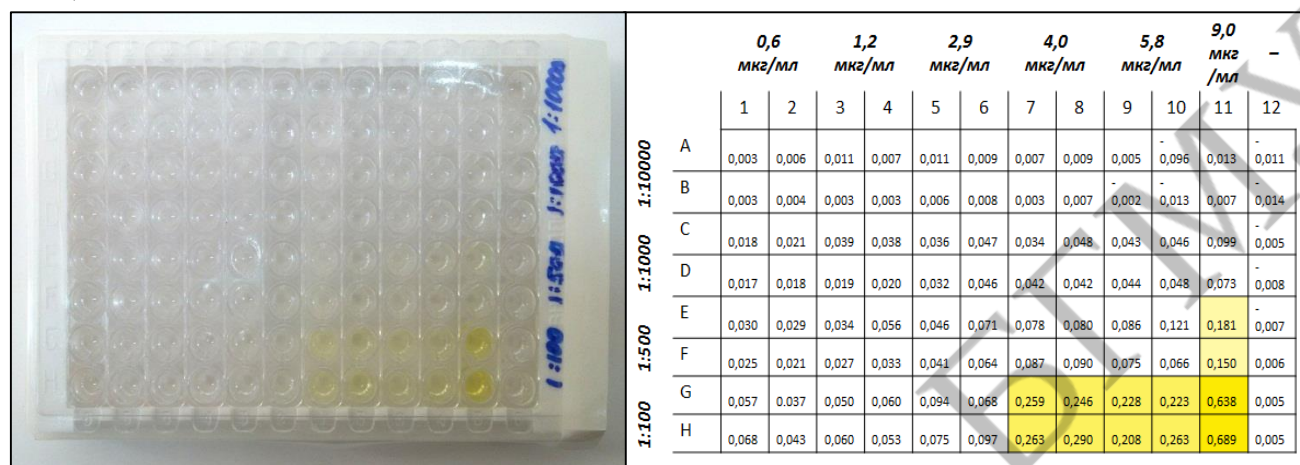 1:10000
1:1000
1:500
1:100
0,6 мкг/мл 1,2 мкг/мл 2,9 мкг/мл 4,0 мкг/мл 5,8 мкг/мл 9,0 мкг/мл –
1 2 3 4 5 6 7 8 9 10 11 12
1:10000
A 0,003 0,006 0,011 0,007 0,011 0,009 0,007 0,009 0,005 -0,096 0,013 -0,011
B 0,003 0,004 0,003 0,003 0,006 0,008 0,003 0,007 -0,002 -0,013 0,007 -0,014
1:1000
C 0,018 0,021 0,039 0,038 0,036 0,047 0,034 0,048 0,043 0,046 0,099 -0,005
D 0,017 0,018 0,019 0,020 0,032 0,046 0,042 0,042 0,044 0,048 0,073 -0,008
1:500
E 0,030 0,029 0,034 0,056 0,046 0,071 0,078 0,080 0,086 0,121 0,181 -0,007
F 0,025 0,021 0,027 0,033 0,041 0,064 0,087 0,090 0,075 0,066 0,150 0,006
1:100
G 0,057 0.037 0,050 0,060 0,094 0,068 0,259 0,246 0,228 0,223 0,638 0,005
H 0,068 0,043 0,060 0,053 0,075 0,097 0,263 0,290 0,208 0,263 0,689 0,005
БГМУ